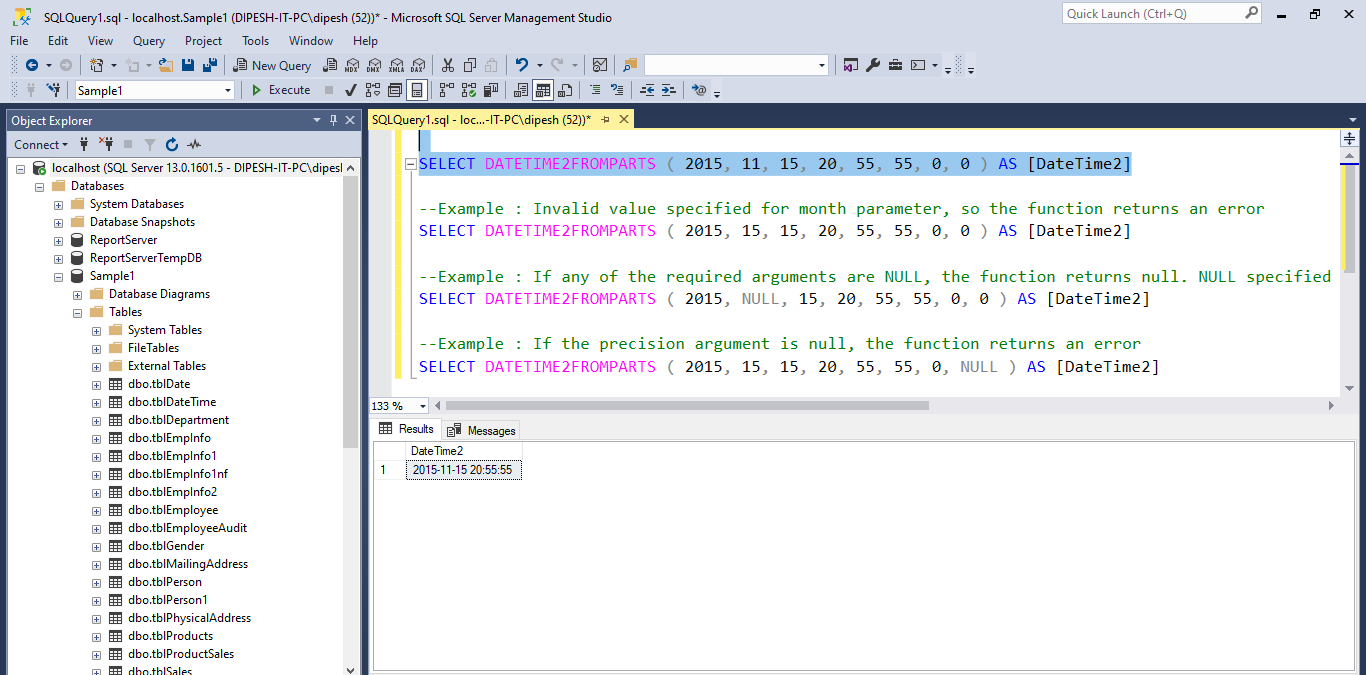 SQLQuery1.sql - localhost.Sample1 (DIPESH-IT-PC\dipesh (52))* - Microsoft SQL Server Management Studio
Quick Launch (Ctrl+Q)
File Edit View Query Project Tools Window Help
New Query MDX DMX XMLA DAX
Sample1 Execute
Object Explorer
Connect
localhost (SQL Server 13.0.1601.5 - DIPESH-IT-PC\dipesl
Databases
System Databases
Database Snapshots
ReportServer
ReportServerTempDB
Sample1
Database Diagrams
Tables
System Tables
FileTables
External Tables
dbo.tblDate
dbo.tblDateTime
dbo.tblDepartment
dbo.tblEmpInfo
dbo.tblEmpInfo1
dbo.tblEmpInfo1nf
dbo.tblEmpInfo2
dbo.tblEmployee
dbo.tblEmployeeAudit
dbo.tblGender
dbo.tblMailingAddress
dbo.tblPerson
dbo.tblPerson1
dbo.tblPhysicalAddress
dbo.tblProducts
dbo.tblProductSales
dbo.tblSales
SQLQuery1.sql - loc...-IT-PC\dipesh (52))*
SELECT DATETIME2FROMPARTS ( 2015, 11, 15, 20, 55, 55, 0, 0 ) AS [DateTime2]
--Example : Invalid value specified for month parameter, so the function returns an error
SELECT DATETIME2FROMPARTS ( 2015, 15, 15, 20, 55, 55, 0, 0 ) AS [DateTime2]
--Example : If any of the required arguments are NULL, the function returns null. NULL specified
SELECT DATETIME2FROMPARTS ( 2015, NULL, 15, 20, 55, 55, 0, 0 ) AS [DateTime2]
--Example : If the precision argument is null, the function returns an error
SELECT DATETIME2FROMPARTS ( 2015, 15, 15, 20, 55, 55, 0, NULL ) AS [DateTime2]
133 %
Results Messages
DateTime2
1 2015-11-15 20:55:55